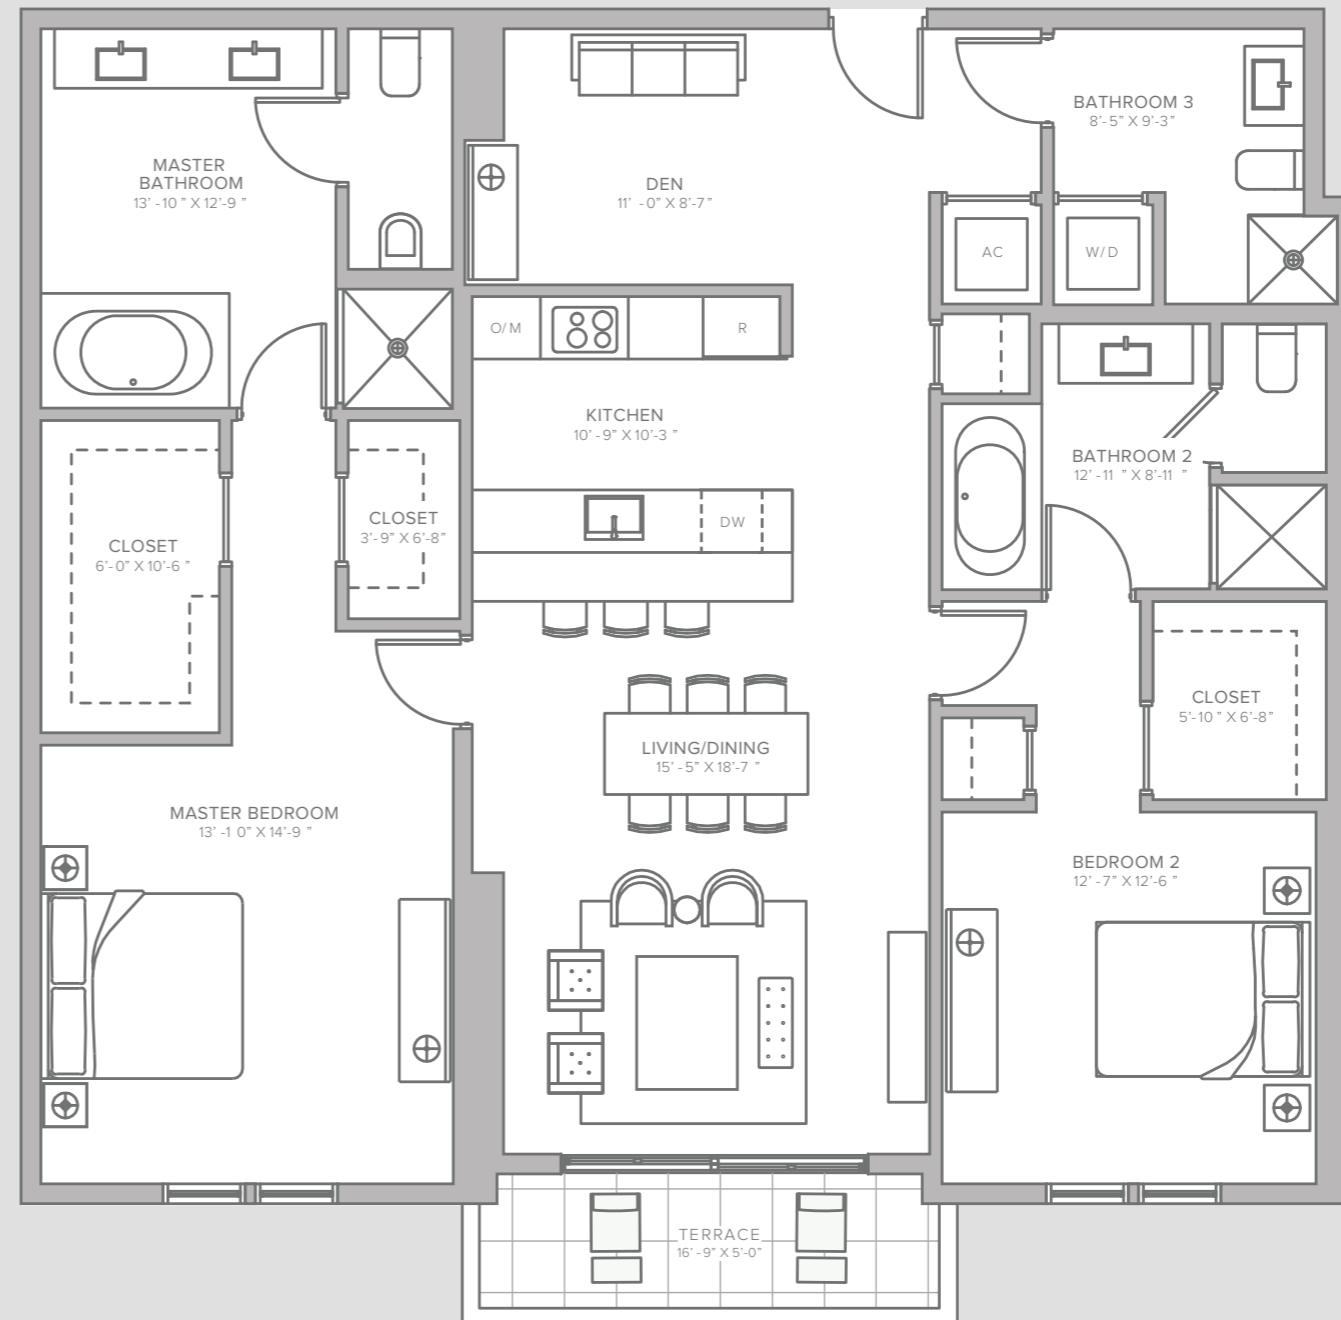 MASTER
BATHROOM
13' -10 " X 12'-9 "
DEN
11' -0" X 8'-7"
BATHROOM 3
8'-5" X 9'-3"
AC
W/D
O/M
R
KITCHEN
10' -9" X 10'-3 "
DW
BATHROOM 2
12' -11 " X 8'-11 "
CLOSET
6'-0" X 10'-6 "
CLOSET
3'-9" X 6'-8"
CLOSET
5'-10 " X 6'-8"
LIVING/DINING
15' -5" X 18'-7 "
MASTER BEDROOM
13' -1 0" X 14'-9 "
BEDROOM 2
12' -7" X 12'-6 "
TERRACE
16' -9" X 5'-0"